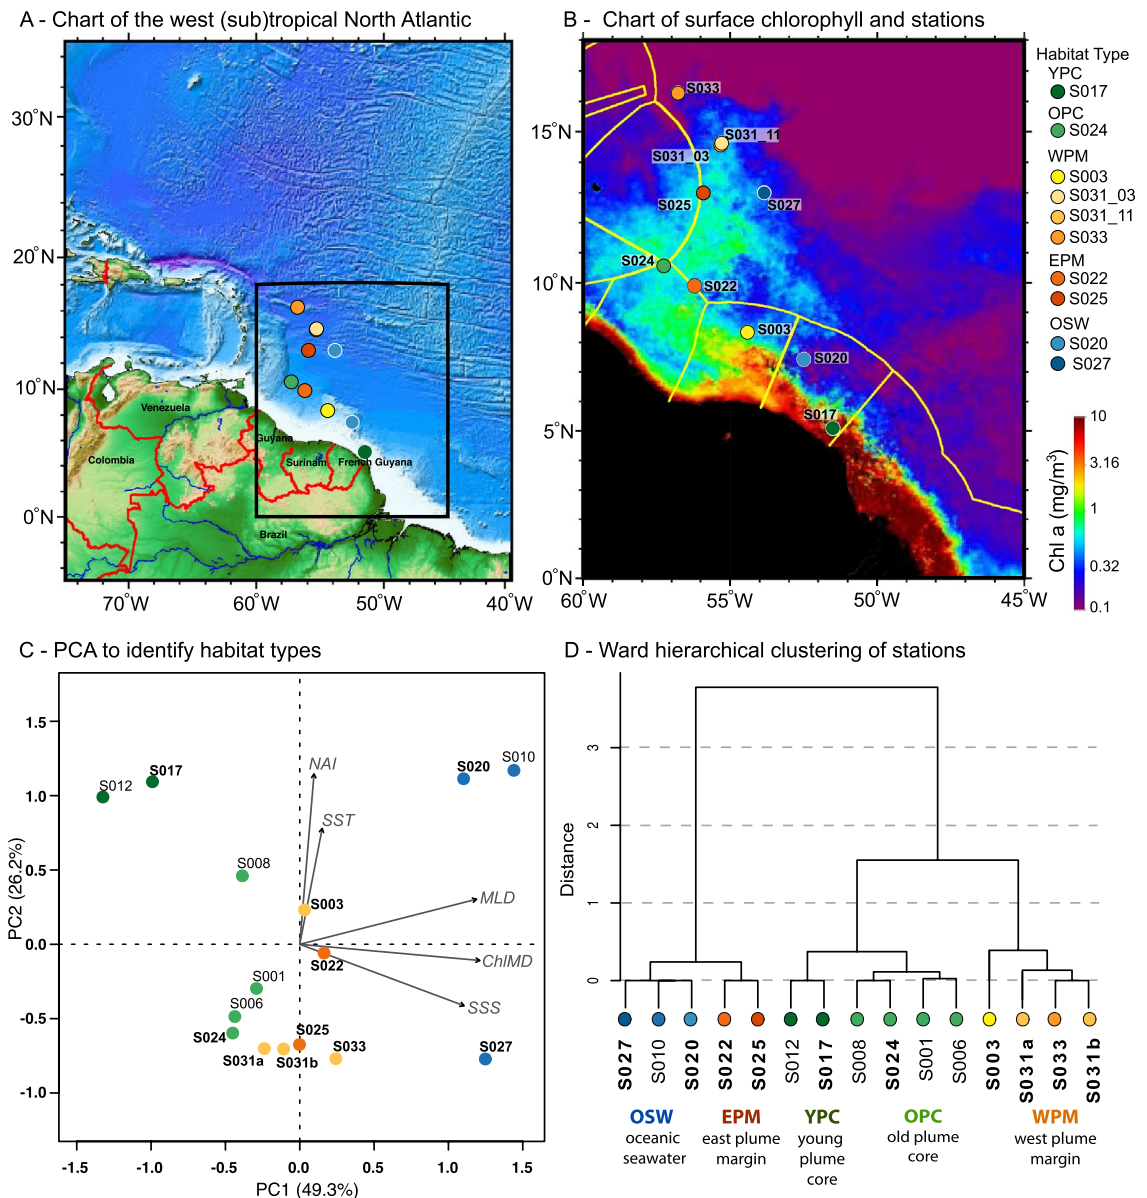 A - Chart of the west (sub)tropical North Atlantic
30°N
20°N
10°N
0°N
70°W
60°W
50°W
40°W
Venezuela
Colombia
Guyana
Surinam
French Guyana
Brazil
B - Chart of surface chlorophyll and stations
15°N
10°N
5°N
0°N
60°W
55°W
50°W
45°W
S033
S031_11
S031_03
S025
S027
S024
S022
S003
S020
S017
Habitat Type
YPC
S017
OPC
S024
WPM
S003
S031_03
S031_11
S033
EPM
S022
S025
OSW
S020
S027
Chl a (mg/m³)
10
3.16
1
0.32
0.1
C - PCA to identify habitat types
PC2 (26.2%)
1.5
1.0
0.5
0.0
-0.5
-1.0
-1.5
-1.0
-0.5
0.0
0.5
1.0
1.5
PC1 (49.3%)
S012
S017
NAI
SST
S020
S010
S008
S003
MLD
S022
ChlMD
SSS
S001
S006
S024
S025
S031a
S031b
S033
S027
D - Ward hierarchical clustering of stations
Distance
3
2
1
0
S027
S010
S020
S022
S025
S012
S017
S008
S024
S001
S006
S003
S031a
S033
S031b
OSW
oceanic
seawater
EPM
east plume
margin
YPC
young
plume
core
OPC
old plume
core
WPM
west plume
margin